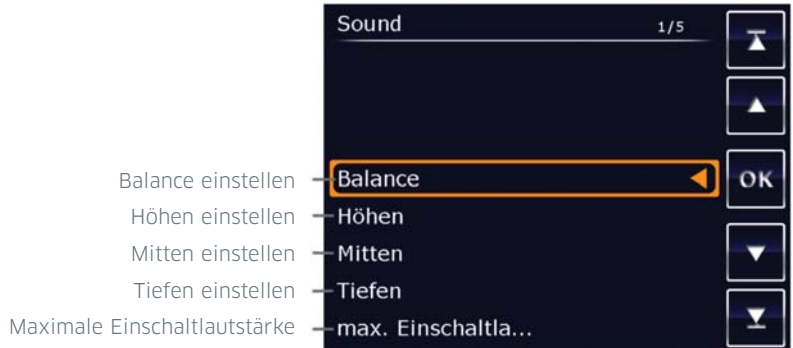 Sound 1/5
Balance einstellen Balance OK
Höhen einstellen Höhen
Mitten einstellen Mitten
Tiefen einstellen Tiefen
Maximale Einschaltlautstärke max. Einschaltla...